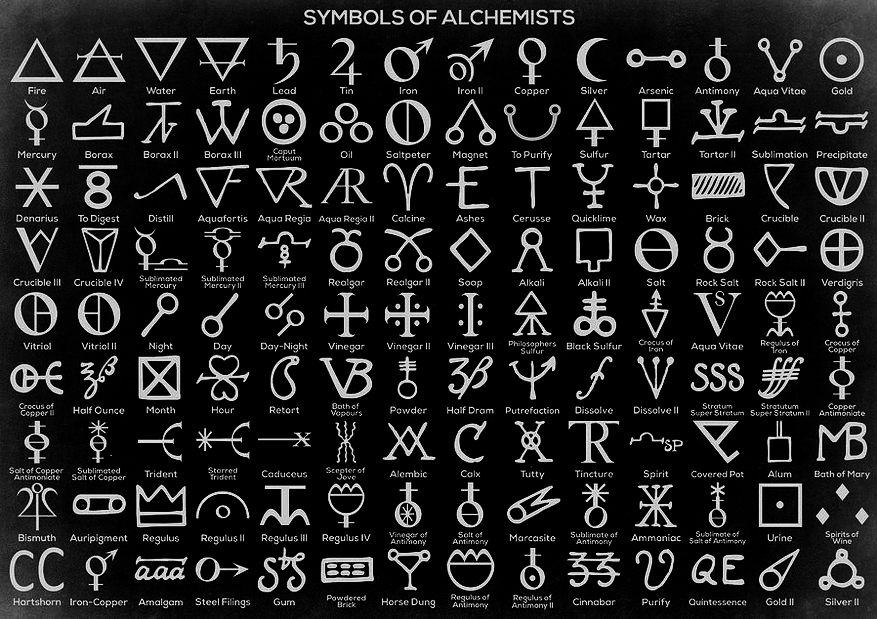 SYMBOLS OF ALCHEMISTS
Fire Air Water Earth Lead Tin Iron Iron II Copper Silver Arsenic Antimony Aqua Vitae Gold
Mercury Borax Borax II Borax III Caput Mortuum Oil Saltpeter Magnet To Purify Sulfur Tartar Tartar II Sublimation Precipitate
Denarius To Digest Distill Aquafortis Aqua Regia Aqua Regia II Calcine Ashes Cerusse Quicklime Wax Brick Crucible Crucible II
Crucible III Crucible IV Sublimated Mercury Sublimated Mercury II Sublimated Mercury III Realgar Realgar II Soap Alkali Alkali II Salt Rock Salt Rock Salt II Verdigris
Vitriol Vitriol II Night Day Day-Night Vinegar Vinegar II Vinegar III Philosophers Sulfur Black Sulfur Crocus of Iron Aqua Vitae Regulus of Iron Crocus of Copper
Crocus of Copper II Half Ounce Month Hour Retort Bath of Vapours Powder Half Dram Putrefaction Dissolve Dissolve II Stratum Super Stratum Stratutum Super Stratum II Copper Antimoniate
Salt of Copper Antimoniate Sublimated Salt of Copper Trident Starred Trident Caduceus Scepter of Jove Alembic Calx Tutty Tincture Spirit Covered Pot Alum Bath of Mary
Bismuth Auripigment Regulus Regulus II Regulus III Regulus IV Vinegar of Antimony Salt of Antimony Marcasite Sublimate of Antimony Ammoniac Sublimate of Salt of Antimony Urine Spirits of Wine
Hartshorn Iron-Copper Amalgam Steel Filings Gum Powdered Brick Horse Dung Regulus of Antimony Regulus of Antimony II Cinnabar Purify Quintessence Gold II Silver II